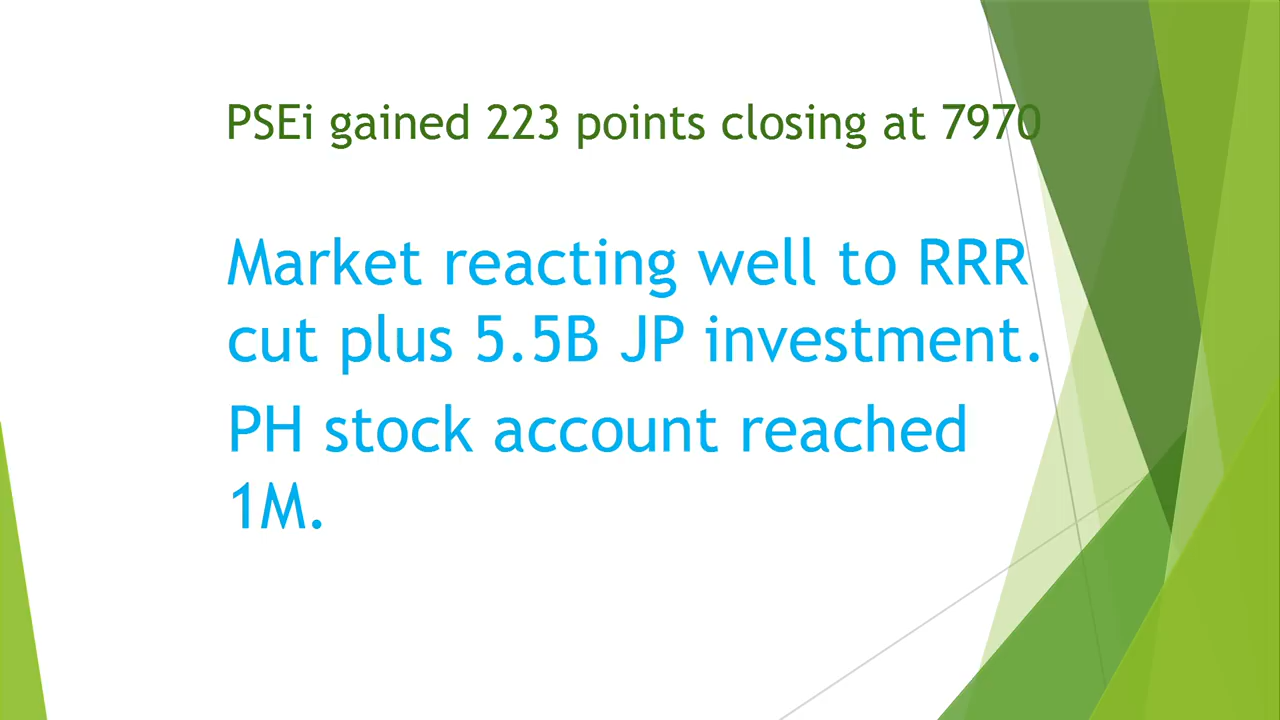 PSEi gained 223 points closing at 7970
Market reacting well to RRR
cut plus 5.5B JP investment.
PH stock account reached
1M.